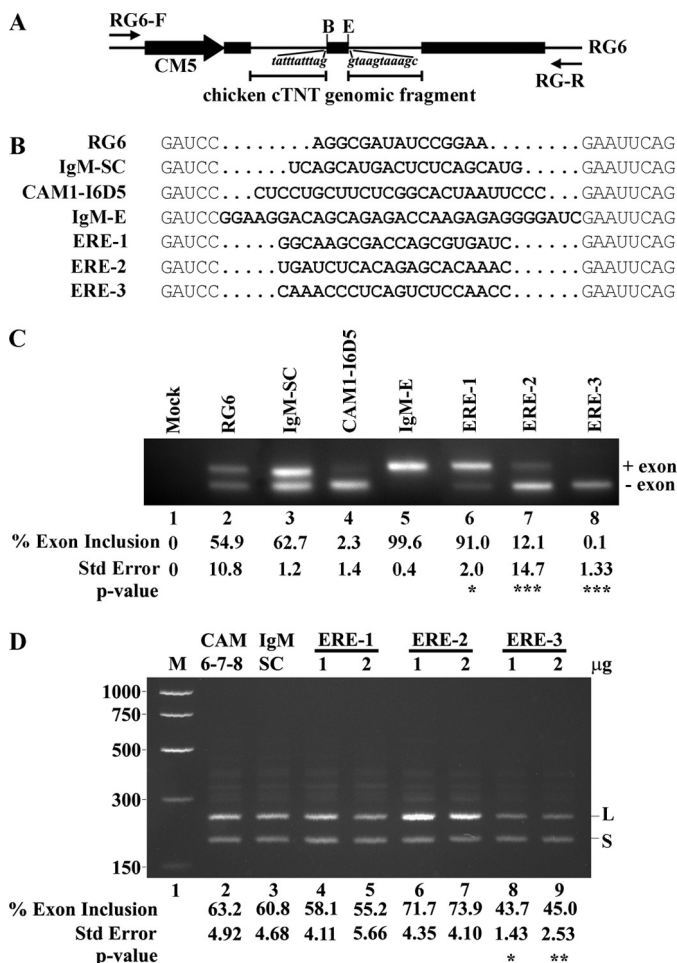 A
RG6-F
B E
RG6
CM5
tatttatttag gtaagtaaagc
RG-R
chicken cTNT genomic fragment
B
RG6 GAUCC........AGGCGAUAUCCGGAA........GAAUUCAG
IgM-SC GAUCC......UCAGCAUGACUCUCAGCAUG.....GAAUUCAG
CAM1-I6D5 GAUCC...CUCCUGCUUCUCGGCACUAAUUCCC...GAAUUCAG
IgM-E GAUCCGGAAGGACAGCAGAGACCAAGAGAGGGGAUCGAAUUCAG
ERE-1 GAUCC.....GGCAAGCGACCAGCGUGAUC......GAAUUCAG
ERE-2 GAUCC.....UGAUCUCACAGAGCACAAAC......GAAUUCAG
ERE-3 GAUCC.....CAAACCCUCAGUCUCCAACC......GAAUUCAG
C
Mock RG6 IgM-SC CAM1-I6D5 IgM-E ERE-1 ERE-2 ERE-3
+ exon
- exon
1 2 3 4 5 6 7 8
% Exon Inclusion 0 54.9 62.7 2.3 99.6 91.0 12.1 0.1
Std Error 0 10.8 1.2 1.4 0.4 2.0 14.7 1.33
p-value * *** ***
D
CAM IgM ERE-1 ERE-2 ERE-3
M 6-7-8 SC 1 2 1 2 1 2 µg
1000
750
500
300
L
S
150
1 2 3 4 5 6 7 8 9
% Exon Inclusion 63.2 60.8 58.1 55.2 71.7 73.9 43.7 45.0
Std Error 4.92 4.68 4.11 5.66 4.35 4.10 1.43 2.53
p-value * **